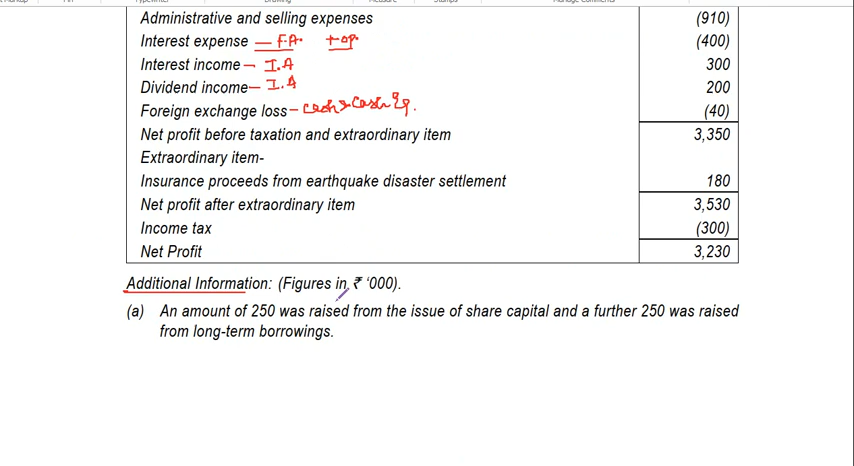 Administrative and selling expenses (910)
Interest expense — F.A. + op. (400)
Interest income — I.A 300
Dividend income — I.A 200
Foreign exchange loss — cash & cash Eq. (40)
Net profit before taxation and extraordinary item 3,350
Extraordinary item-
Insurance proceeds from earthquake disaster settlement 180
Net profit after extraordinary item 3,530
Income tax (300)
Net Profit 3,230
Additional Information: (Figures in ₹ ‘000).
(a) An amount of 250 was raised from the issue of share capital and a further 250 was raised
from long-term borrowings.